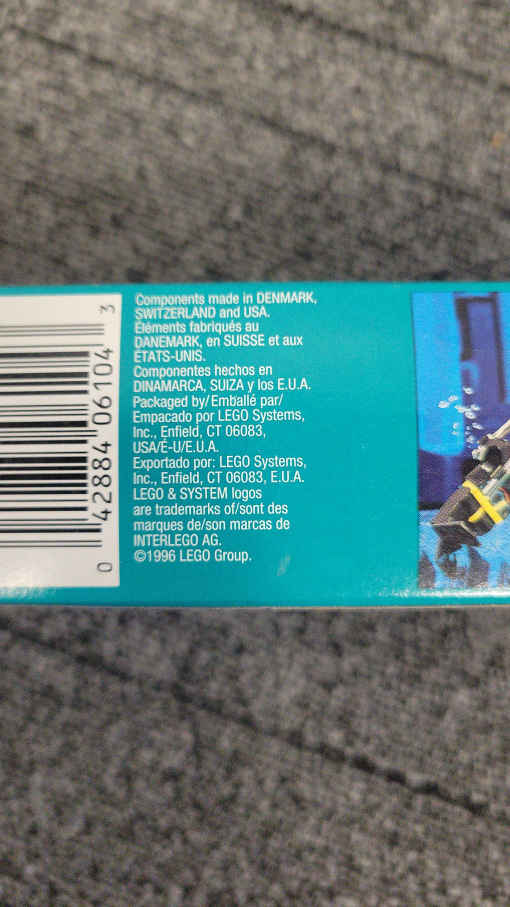 Components made in DENMARK,
SWITZERLAND and USA.
Éléments fabriqués au
DANEMARK, en SUISSE et aux
ÉTATS-UNIS.
Componentes hechos en
DINAMARCA, SUIZA y los E.U.A.
Packaged by/Emballé par/
Empacado por LEGO Systems,
Inc., Enfield, CT 06083,
USA/É-U/E.U.A.
Exportado por: LEGO Systems,
Inc., Enfield, CT 06083, E.U.A.
LEGO & SYSTEM logos
are trademarks of/sont des
marques de/son marcas de
INTERLEGO AG.
©1996 LEGO Group.
0 42884 06104 3